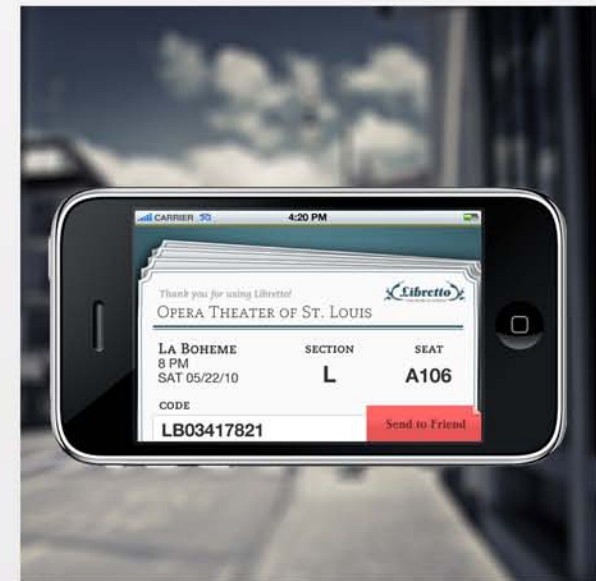 CARRIER 3G 4:20 PM
Thank you for using Libretto!
Libretto
OPERA THEATER OF ST. LOUIS
LA BOHEME
8 PM
SAT 05/22/10
SECTION
L
SEAT
A106
CODE
LB03417821
Send to Friend